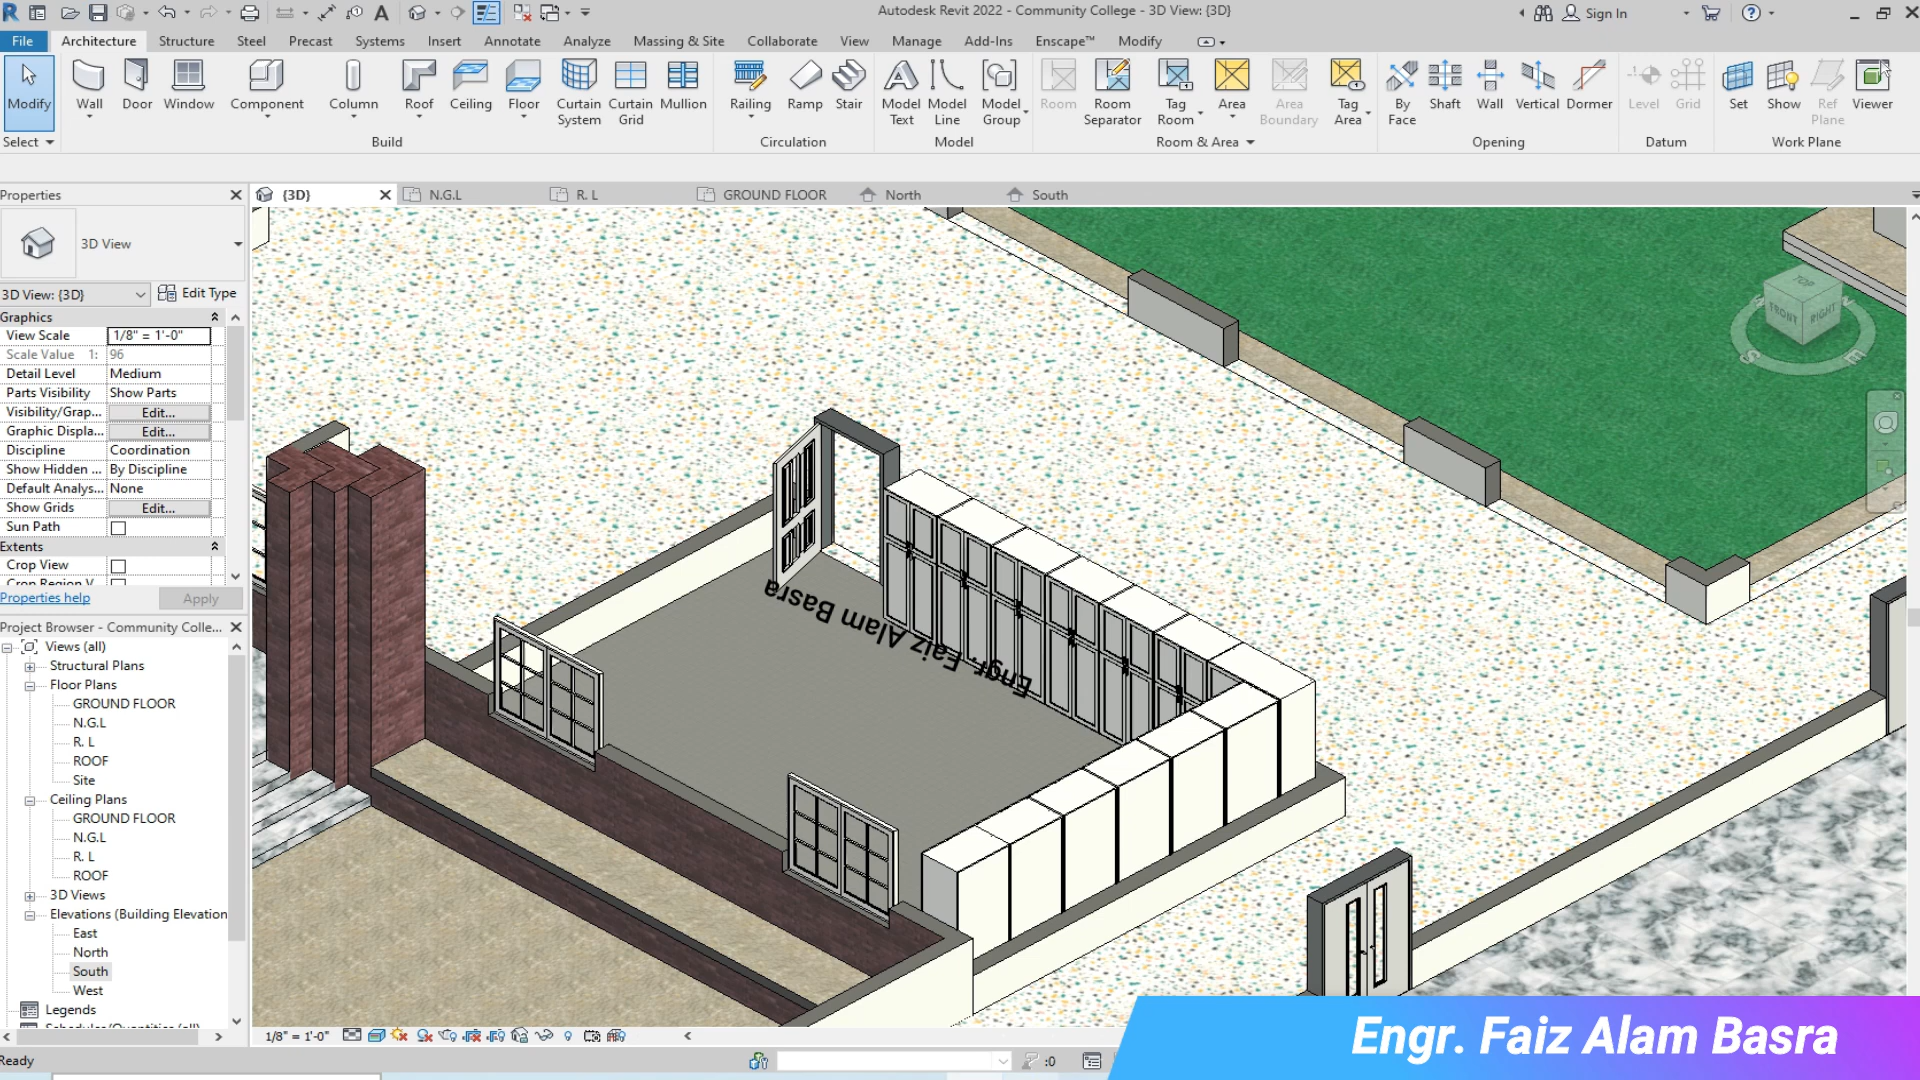 Autodesk Revit 2022 - Community College - 3D View: {3D}
Sign In
File Architecture Structure Steel Precast Systems Insert Annotate Analyze Massing & Site Collaborate View Manage Add-Ins Enscape™ Modify
Modify Wall Door Window Component Column Roof Ceiling Floor Curtain System Curtain Grid Mullion Railing Ramp Stair Model Text Model Line Model Group Room Room Separator Tag Room Area Area Boundary Tag Area By Face Shaft Wall Vertical Dormer Level Grid Set Show Ref Plane Viewer
Select Build Circulation Model Room & Area Opening Datum Work Plane
Properties
{3D} N.G.L R. L GROUND FLOOR North South
3D View
3D View: {3D} Edit Type
Graphics
View Scale 1/8" = 1'-0"
Scale Value 1: 96
Detail Level Medium
Parts Visibility Show Parts
Visibility/Grap... Edit...
Graphic Displa... Edit...
Discipline Coordination
Show Hidden ... By Discipline
Default Analys... None
Show Grids Edit...
Sun Path
Extents
Crop View
Properties help Apply
Project Browser - Community Colle...
Views (all)
Structural Plans
Floor Plans
GROUND FLOOR
N.G.L
R. L
ROOF
Site
Ceiling Plans
GROUND FLOOR
N.G.L
R. L
ROOF
3D Views
Elevations (Building Elevation
East
North
South
West
Legends
TOP
FRONT RIGHT
S E
Engr. Faiz Alam Basra
1/8" = 1'-0"
Ready
:0
Engr. Faiz Alam Basra